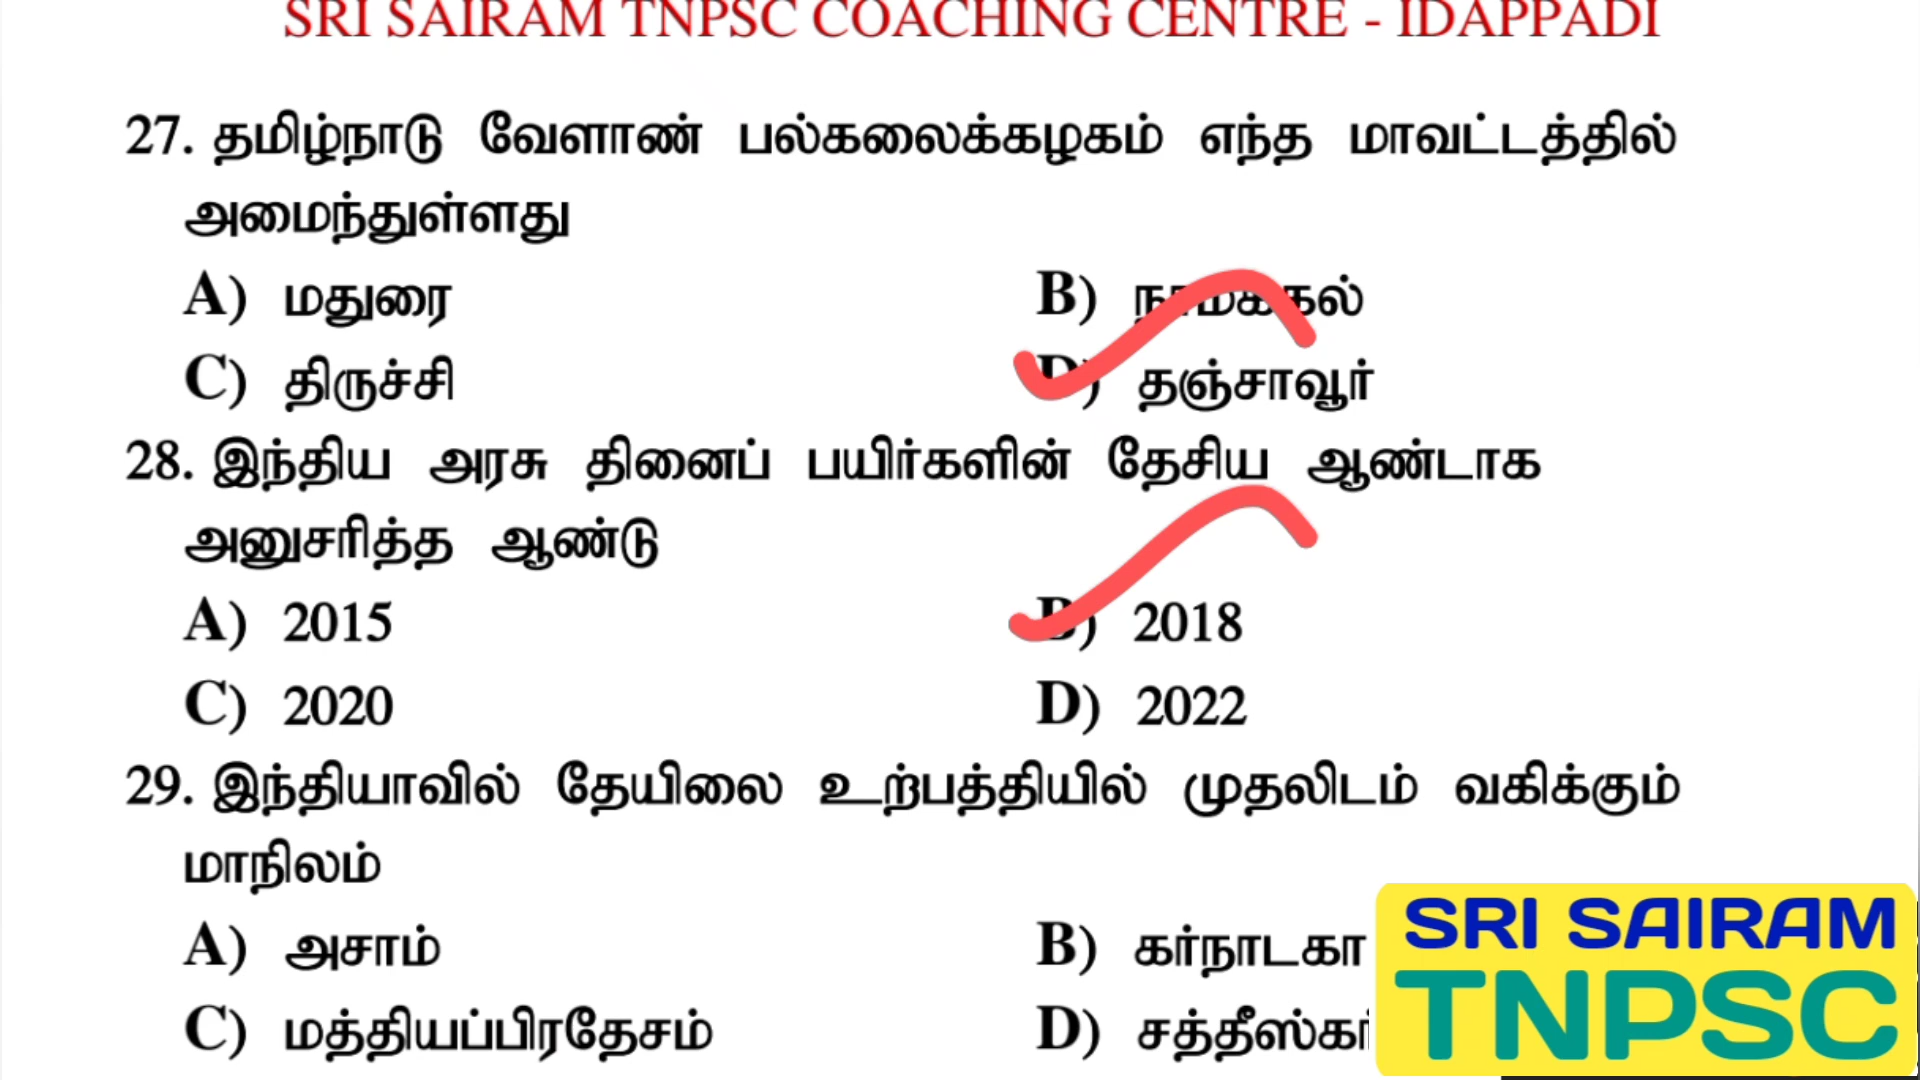 SRI SAIRAM TNPSC COACHING CENTRE - IDAPPADI
27. தமிழ்நாடு வேளாண் பல்கலைக்கழகம் எந்த மாவட்டத்தில்
அமைந்துள்ளது
A) மதுரை B) நாமக்கல்
C) திருச்சி D) தஞ்சாவூர்
28. இந்திய அரசு தினைப் பயிர்களின் தேசிய ஆண்டாக
அனுசரித்த ஆண்டு
A) 2015 B) 2018
C) 2020 D) 2022
29. இந்தியாவில் தேயிலை உற்பத்தியில் முதலிடம் வகிக்கும்
மாநிலம்
A) அசாம் B) கர்நாடகா
C) மத்தியப்பிரதேசம் D)
SRI SAIRAM
TNPSC